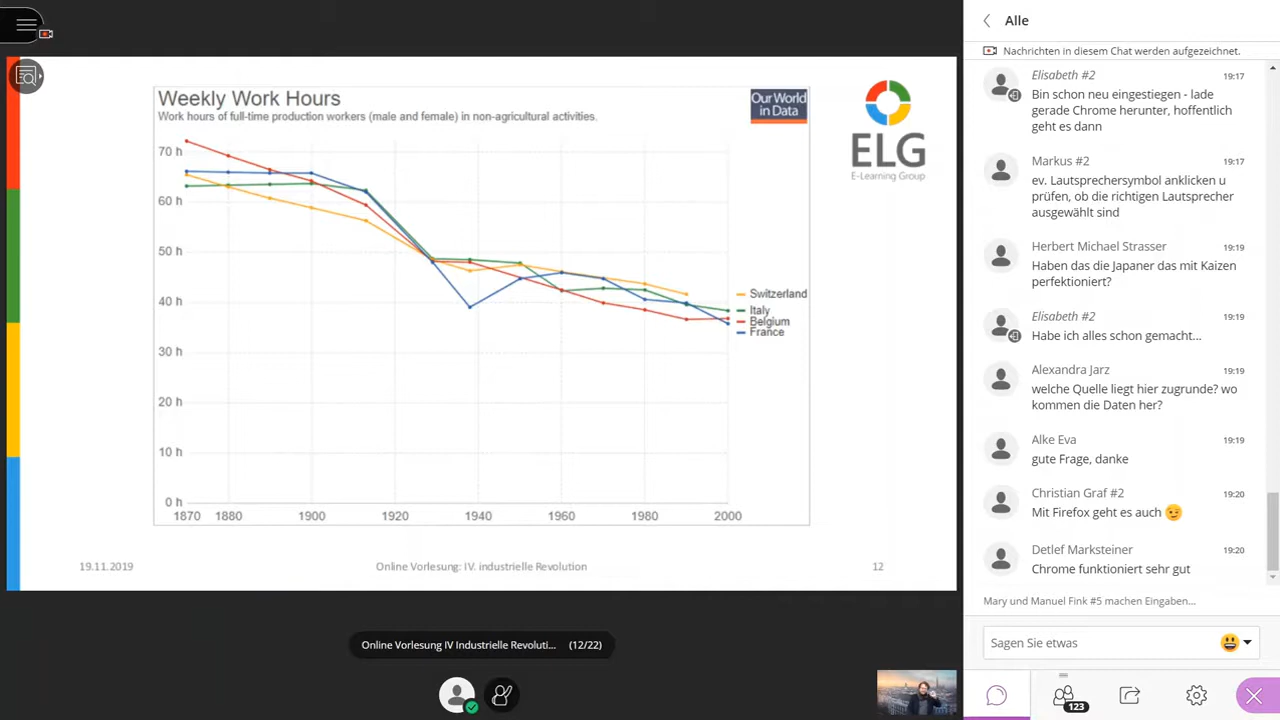 Weekly Work Hours
Work hours of full-time production workers (male and female) in non-agricultural activities.
Our World
in Data
ELG
E-Learning Group
70 h
60 h
50 h
40 h
30 h
20 h
10 h
0 h
1870
1880
1900
1920
1940
1960
1980
2000
Switzerland
Italy
Belgium
France
19.11.2019
Online Vorlesung: IV. industrielle Revolution
12
Online Vorlesung IV Industrielle Revoluti... (12/22)
Alle
Nachrichten in diesem Chat werden aufgezeichnet.
Elisabeth #2 19:17
Bin schon neu eingestiegen - lade
gerade Chrome herunter, hoffentlich
geht es dann
Markus #2 19:17
ev. Lautsprechersymbol anklicken u
prüfen, ob die richtigen Lautsprecher
ausgewählt sind
Herbert Michael Strasser 19:19
Haben das die Japaner das mit Kaizen
perfektioniert?
Elisabeth #2 19:19
Habe ich alles schon gemacht...
Alexandra Jarz 19:19
welche Quelle liegt hier zugrunde? wo
kommen die Daten her?
Alke Eva 19:19
gute Frage, danke
Christian Graf #2 19:20
Mit Firefox geht es auch 😉
Detlef Marksteiner 19:20
Chrome funktioniert sehr gut
Mary und Manuel Fink #5 machen Eingaben...
Sagen Sie etwas
123